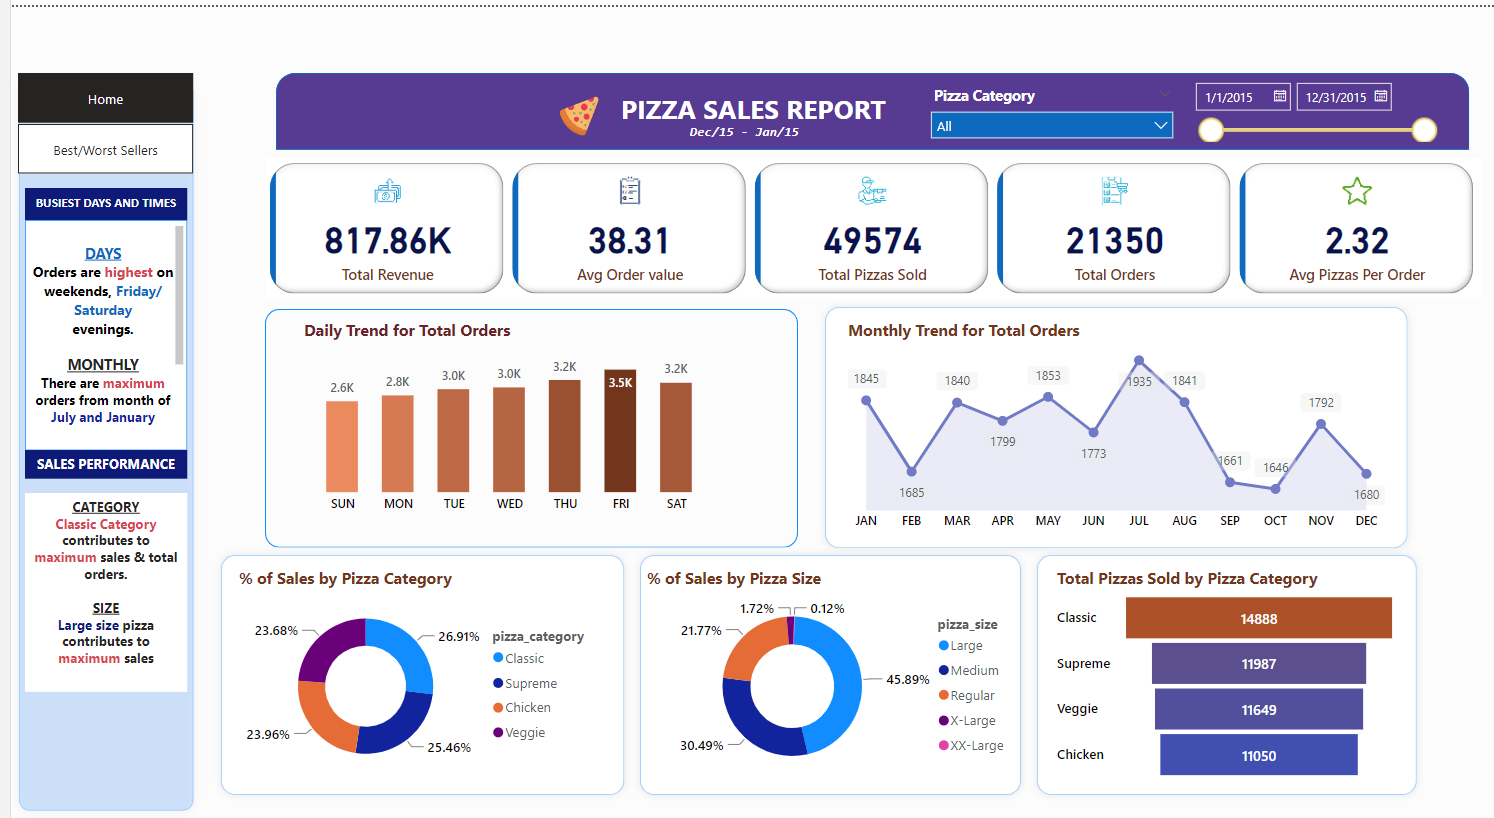 Home
Best/Worst Sellers
BUSIEST DAYS AND TIMES
DAYS
Orders are highest on
weekends, Friday/
Saturday
evenings.
MONTHLY
There are maximum
orders from month of
July and January
SALES PERFORMANCE
CATEGORY
Classic Category
contributes to
maximum sales & total
orders.
SIZE
Large size pizza
contributes to
maximum sales
PIZZA SALES REPORT
Dec/15 - Jan/15
Pizza Category
All
1/1/2015
12/31/2015
817.86K
Total Revenue
38.31
Avg Order value
49574
Total Pizzas Sold
21350
Total Orders
2.32
Avg Pizzas Per Order
Daily Trend for Total Orders
2.6K
2.8K
3.0K
3.0K
3.2K
3.5K
3.2K
SUN MON TUE WED THU FRI SAT
Monthly Trend for Total Orders
1845
1685
1840
1799
1853
1773
1935
1841
1661
1646
1792
1680
JAN FEB MAR APR MAY JUN JUL AUG SEP OCT NOV DEC
% of Sales by Pizza Category
23.68%
26.91%
23.96%
25.46%
pizza_category
Classic
Supreme
Chicken
Veggie
% of Sales by Pizza Size
1.72%
0.12%
21.77%
45.89%
30.49%
pizza_size
Large
Medium
Regular
X-Large
XX-Large
Total Pizzas Sold by Pizza Category
Classic 14888
Supreme 11987
Veggie 11649
Chicken 11050